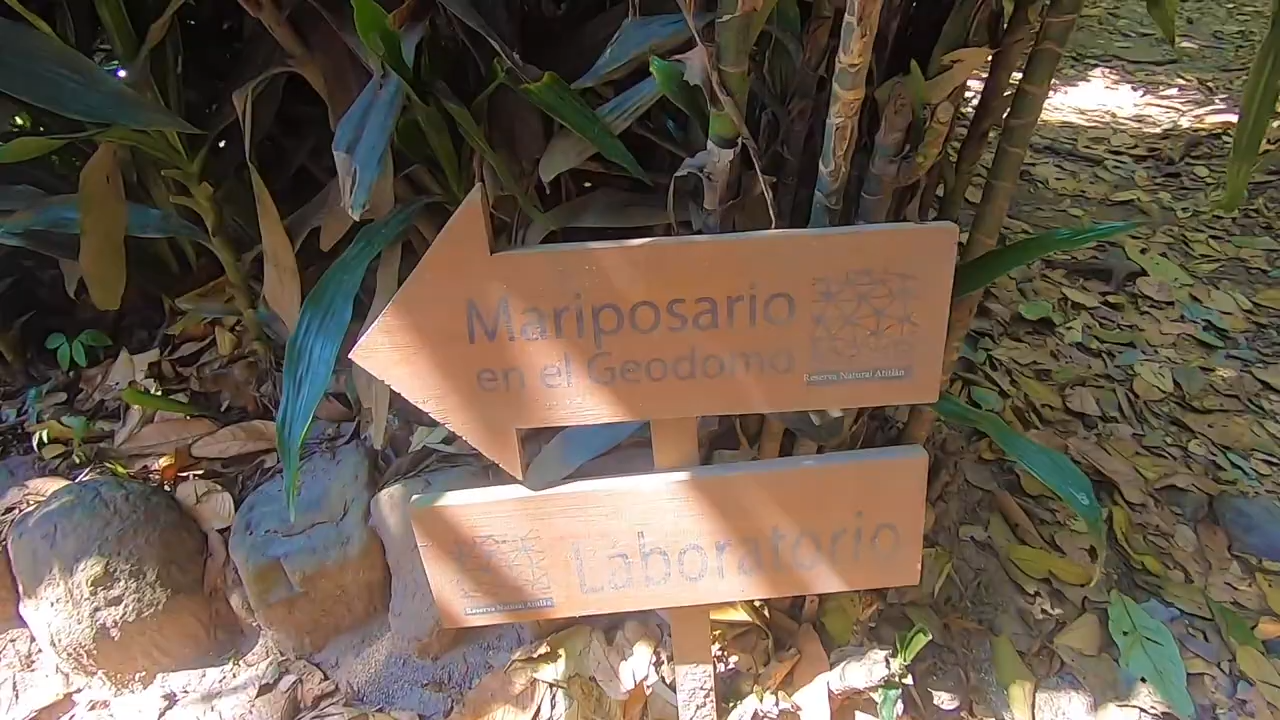 Mariposario
en el Geodomo
Reserva Natural Atitlán
Laboratorio
Reserva Natural Atitlán